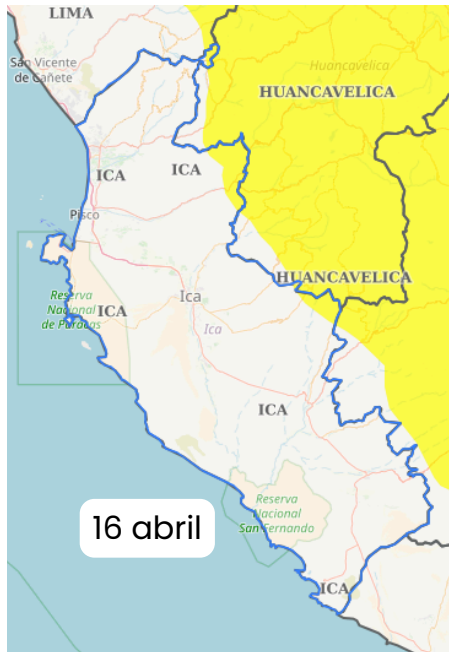 LIMA
San Vicente
de Cañete
Huancavelica
HUANCAVELICA
ICA
ICA
Pisco
HUANCAVELICA
Reserva
Nacional
de Paracas
ICA
Ica
Ica
ICA
Reserva
Nacional
San Fernando
16 abril
ICA